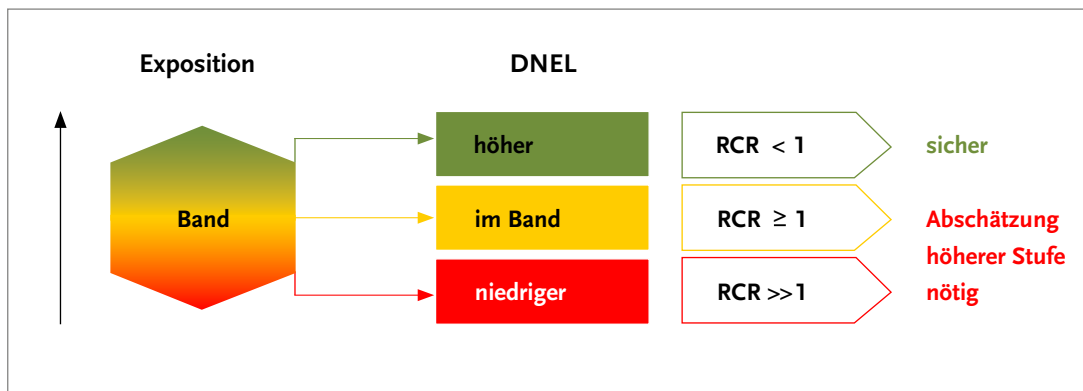 Exposition
DNEL
höher
RCR < 1
sicher
Band
im Band
RCR ≥ 1
Abschätzung
höherer Stufe
nötig
niedriger
RCR >>1